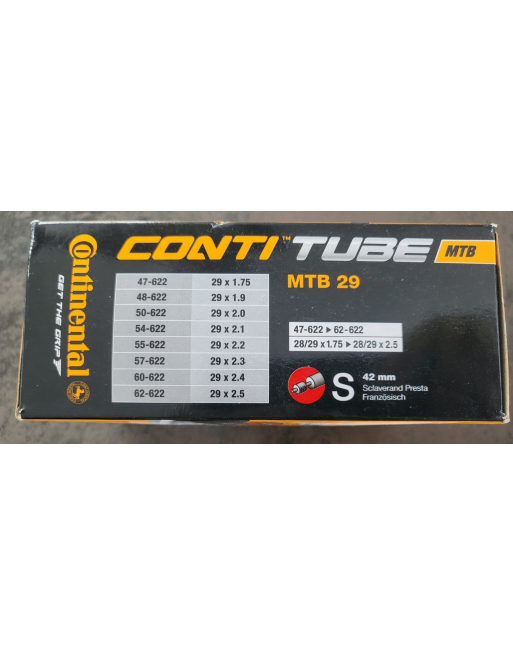 Continental
GET THE GRIP
CONTI™TUBE MTB
MTB 29
47-622 29 x 1.75
48-622 29 x 1.9
50-622 29 x 2.0
54-622 29 x 2.1
55-622 29 x 2.2
57-622 29 x 2.3
60-622 29 x 2.4
62-622 29 x 2.5
47-622 ▸ 62-622
28/29 x 1.75 ▸ 28/29 x 2.5
S
42 mm
Sclaverand Presta
Französisch